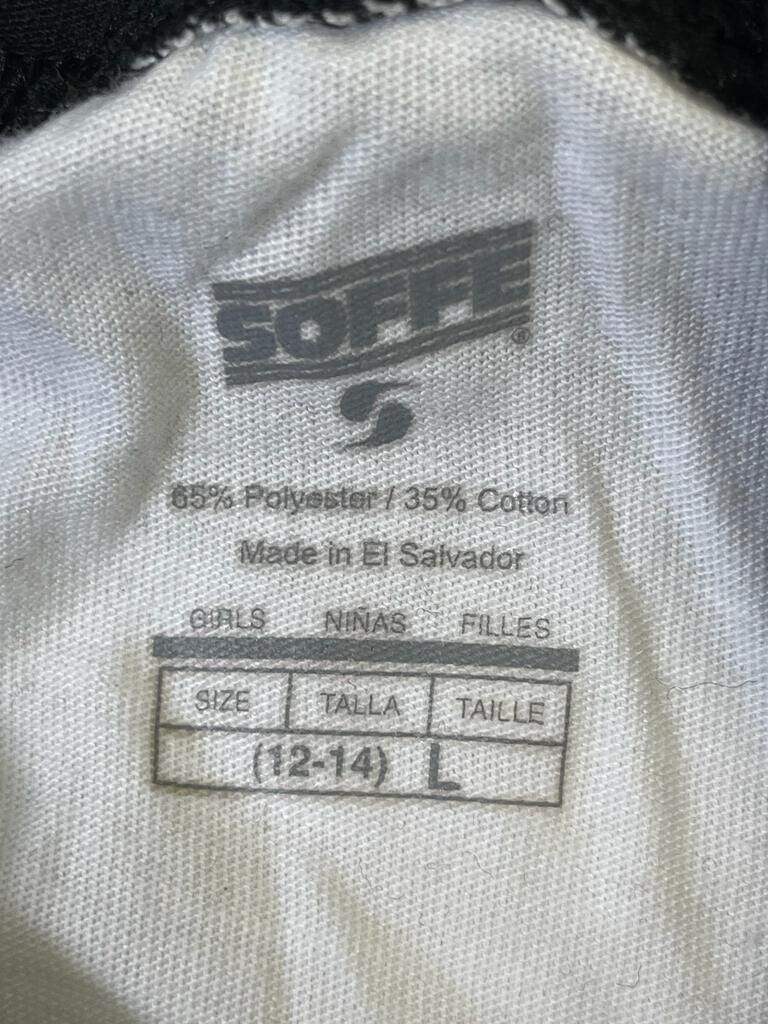 SOFFE®
65% Polyester / 35% Cotton
Made in El Salvador
GIRLS NIÑAS FILLES
SIZE TALLA TAILLE
(12-14) L